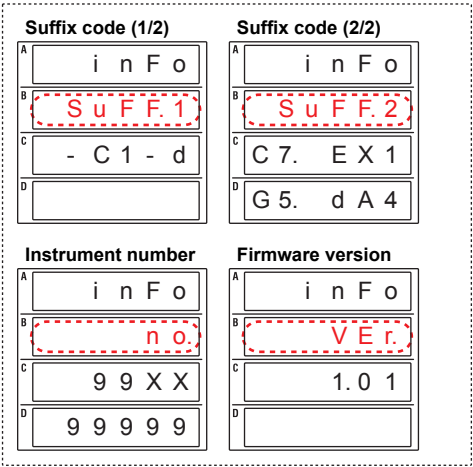 Suffix code (1/2)
A i n F o
B S u F F. 1
C - C 1 - d
D
Suffix code (2/2)
A i n F o
B S u F F. 2
C C 7. E X 1
D G 5. d A 4
Instrument number
A i n F o
B n o.
C 9 9 X X
D 9 9 9 9 9
Firmware version
A i n F o
B V E r.
C 1. 0 1
D